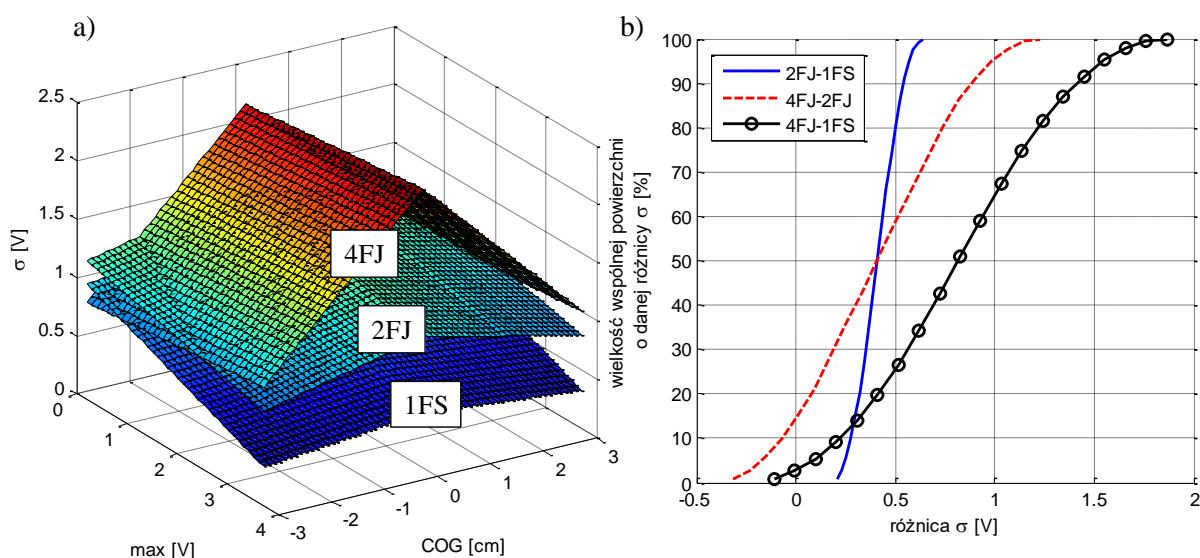 a)
2.5
2
1.5
1
0.5
0
σ [V]
0
1
2
3
4
max [V]
-3
-2
-1
0
1
2
3
COG [cm]
4FJ
2FJ
1FS
b)
100
90
80
70
60
50
40
30
20
10
0
wielkość wspólnej powierzchni
o danej różnicy σ [%]
2FJ-1FS
4FJ-2FJ
4FJ-1FS
-0.5
0
0.5
1
1.5
2
różnica σ [V]